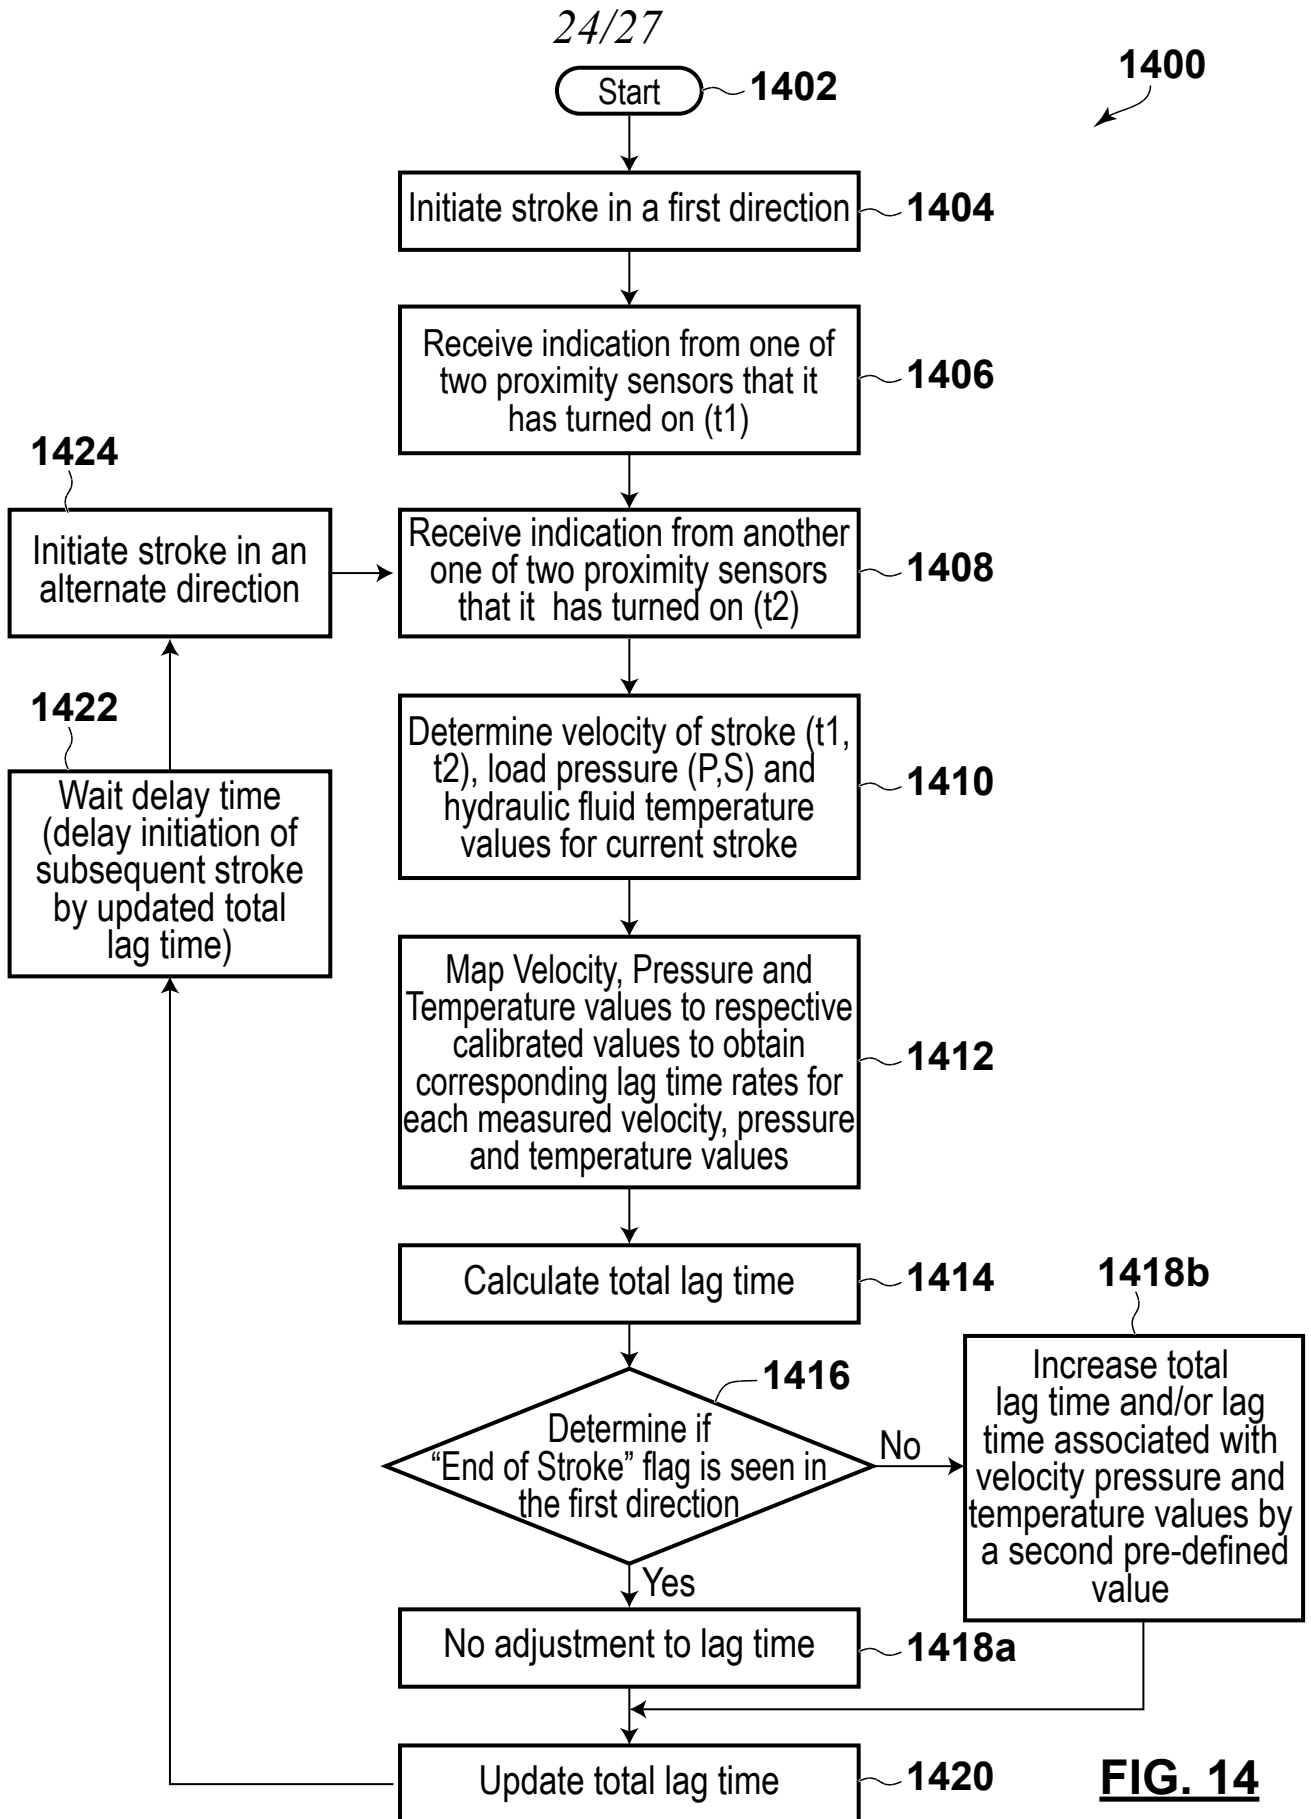 24/27
Start
1402
1400
Initiate stroke in a first direction
1404
Receive indication from one of
two proximity sensors that it
has turned on (t1)
1406
1424
Initiate stroke in an
alternate direction
Receive indication from another
one of two proximity sensors
that it has turned on (t2)
1408
1422
Wait delay time
(delay initiation of
subsequent stroke
by updated total
lag time)
Determine velocity of stroke (t1,
t2), load pressure (P,S) and
hydraulic fluid temperature
values for current stroke
1410
Map Velocity, Pressure and
Temperature values to respective
calibrated values to obtain
corresponding lag time rates for
each measured velocity, pressure
and temperature values
1412
Calculate total lag time
1414
1416
Determine if
“End of Stroke” flag is seen in
the first direction
No
Yes
1418b
Increase total
lag time and/or lag
time associated with
velocity pressure and
temperature values by
a second pre-defined
value
No adjustment to lag time
1418a
Update total lag time
1420
FIG. 14